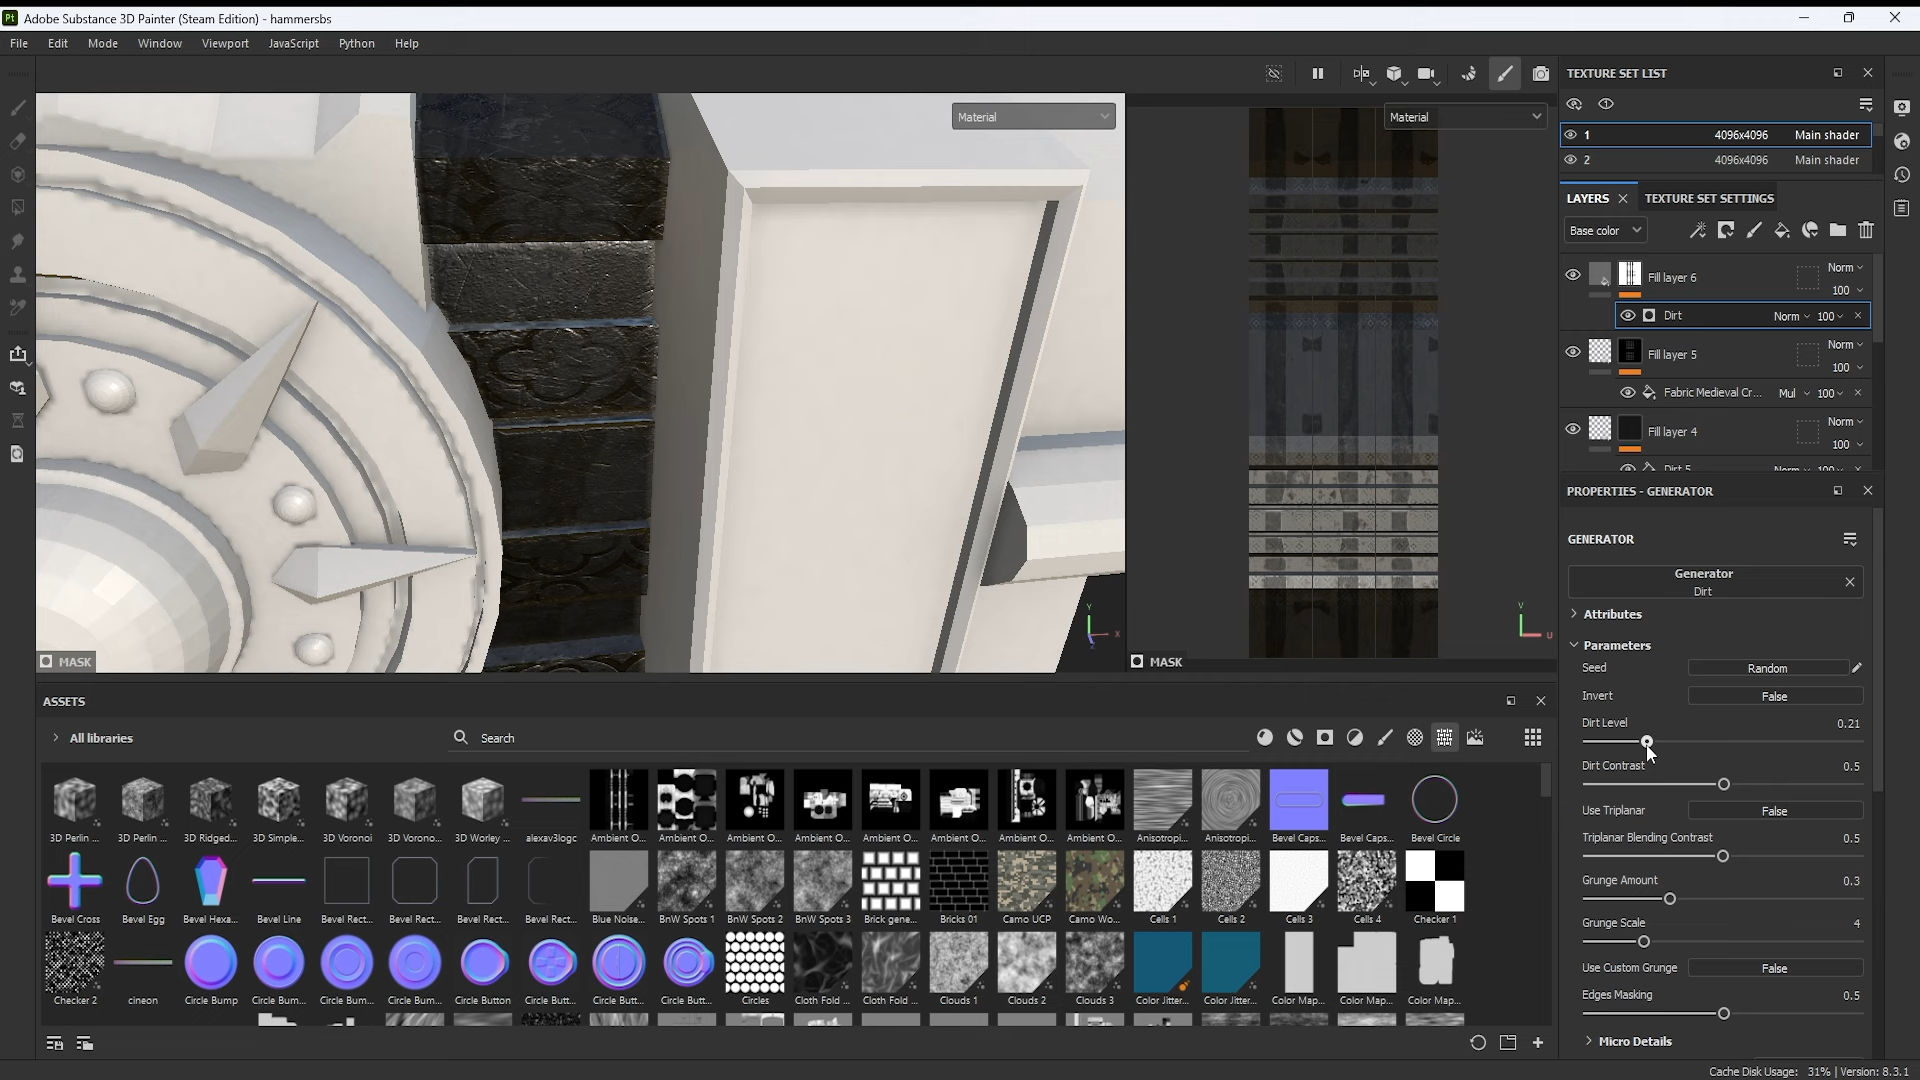 Pt Adobe Substance 3D Painter (Steam Edition) - hammersbs
File Edit Mode Window Viewport JavaScript Python Help
Material
Material
TEXTURE SET LIST
1 4096x4096 Main shader
2 4096x4096 Main shader
LAYERS TEXTURE SET SETTINGS
Base color
Fill layer 6 Norm 100
Dirt Norm 100
Fill layer 5 Norm 100
Fabric Medieval Cr... Mul 100
Fill layer 4 Norm 100
Dirt 5 Norm 100
MASK
MASK
Y X Z
V U
PROPERTIES - GENERATOR
GENERATOR
Generator
Dirt
Attributes
Parameters
Seed Random
Invert False
Dirt Level 0.21
Dirt Contrast 0.5
Use Triplanar False
Triplanar Blending Contrast 0.5
Grunge Amount 0.3
Grunge Scale 4
Use Custom Grunge False
Edges Masking 0.5
Micro Details
ASSETS
All libraries Search
3D Perlin ... 3D Perlin ... 3D Ridged... 3D Simple... 3D Voronoi 3D Vorono... 3D Worley ... alexav3logc Ambient O... Ambient O... Ambient O... Ambient O... Ambient O... Ambient O... Ambient O... Ambient O... Anisotropi... Anisotropi... Bevel Caps... Bevel Caps... Bevel Circle
Bevel Cross Bevel Egg Bevel Hexa... Bevel Line Bevel Rect... Bevel Rect... Bevel Rect... Bevel Rect... Blue Noise... BnW Spots 1 BnW Spots 2 BnW Spots 3 Brick gene... Bricks 01 Camo UCP Camo Wo... Cells 1 Cells 2 Cells 3 Cells 4 Checker 1
Checker 2 cineon Circle Bump Circle Bum... Circle Bum... Circle Bum... Circle Button Circle Butt... Circle Butt... Circle Butt... Circles Cloth Fold ... Cloth Fold ... Clouds 1 Clouds 2 Clouds 3 Color Jitter... Color Jitter... Color Map... Color Map... Color Map...
Cache Disk Usage: 31% | Version: 8.3.1